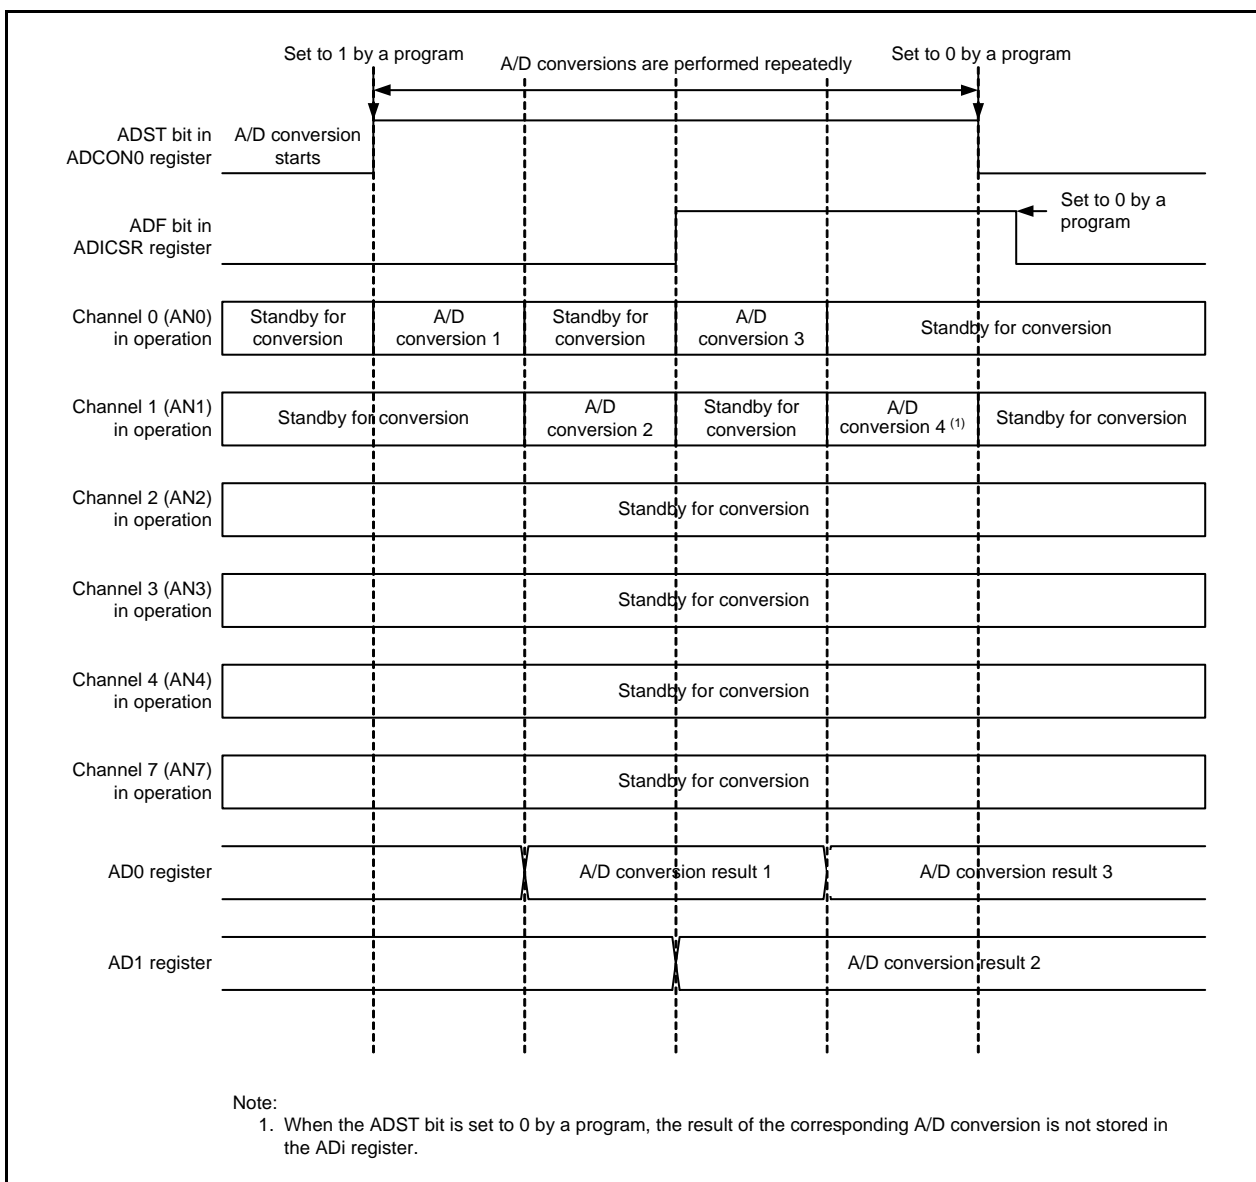 Set to 1 by a program
A/D conversions are performed repeatedly
Set to 0 by a program
ADST bit in
ADCON0 register
A/D conversion
starts
ADF bit in
ADICSR register
Set to 0 by a
program
Channel 0 (AN0)
in operation
Standby for
conversion
A/D
conversion 1
Standby for
conversion
A/D
conversion 3
Standby for conversion
Channel 1 (AN1)
in operation
Standby for conversion
A/D
conversion 2
Standby for
conversion
A/D
conversion 4 (1)
Standby for conversion
Channel 2 (AN2)
in operation
Standby for conversion
Channel 3 (AN3)
in operation
Standby for conversion
Channel 4 (AN4)
in operation
Standby for conversion
Channel 7 (AN7)
in operation
Standby for conversion
AD0 register
A/D conversion result 1
A/D conversion result 3
AD1 register
A/D conversion result 2
Note:
1. When the ADST bit is set to 0 by a program, the result of the corresponding A/D conversion is not stored in
the ADi register.